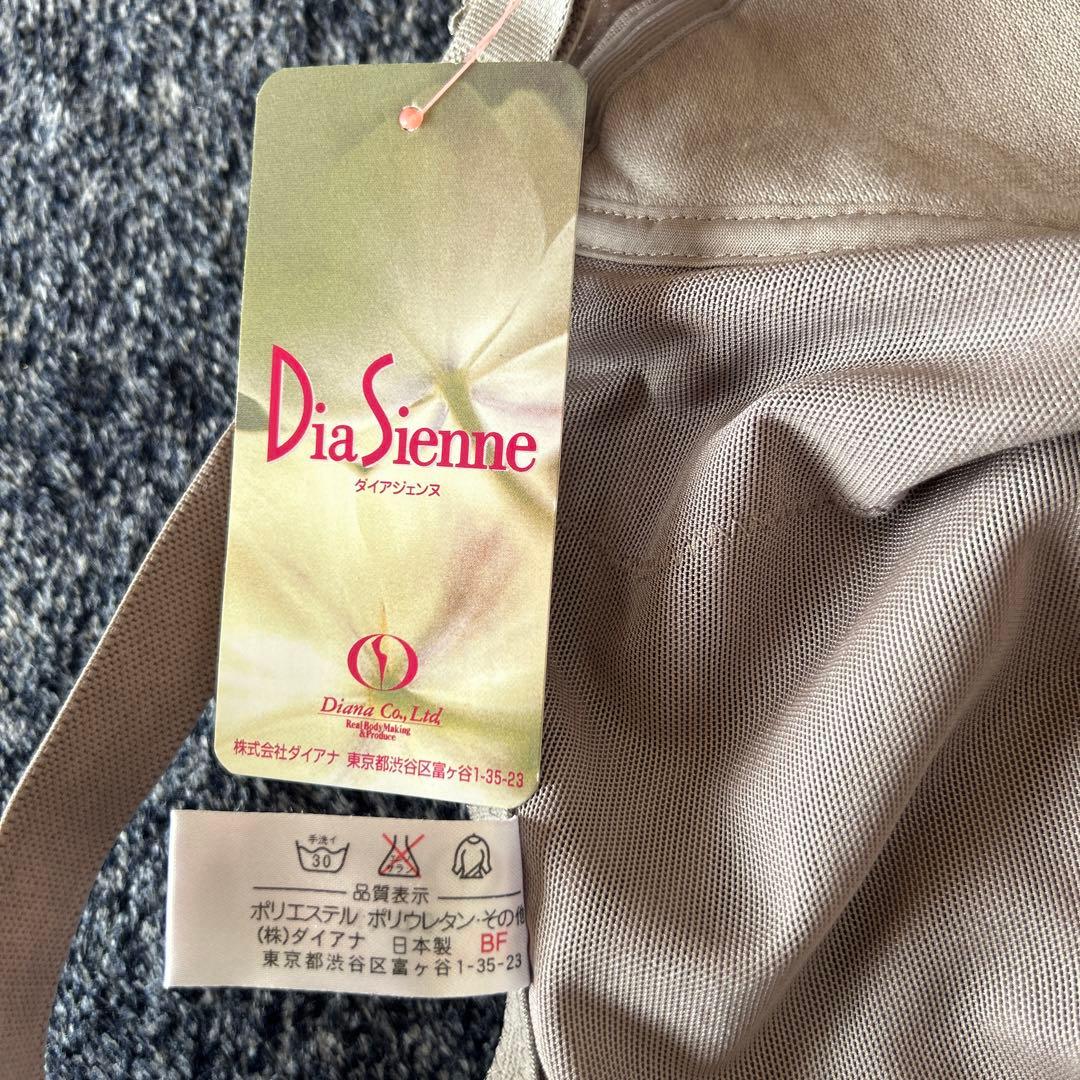 DiaSienne
ダイアジェンヌ
Diana Co., Ltd.
Real Body Making
& Produce
株式会社ダイアナ 東京都渋谷区富ヶ谷1-35-23
手洗イ
30
品質表示
ポリエステル ポリウレタン・その他
(株)ダイアナ 日本製 BF
東京都渋谷区富ヶ谷1-35-23